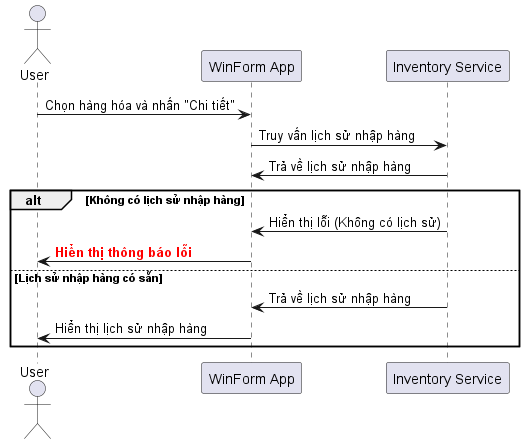 User
WinForm App
Inventory Service
Chọn hàng hóa và nhấn "Chi tiết"
Truy vấn lịch sử nhập hàng
Trả về lịch sử nhập hàng
alt
[Không có lịch sử nhập hàng]
Hiển thị lỗi (Không có lịch sử)
Hiển thị thông báo lỗi
[Lịch sử nhập hàng có sẵn]
Trả về lịch sử nhập hàng
Hiển thị lịch sử nhập hàng
User
WinForm App
Inventory Service